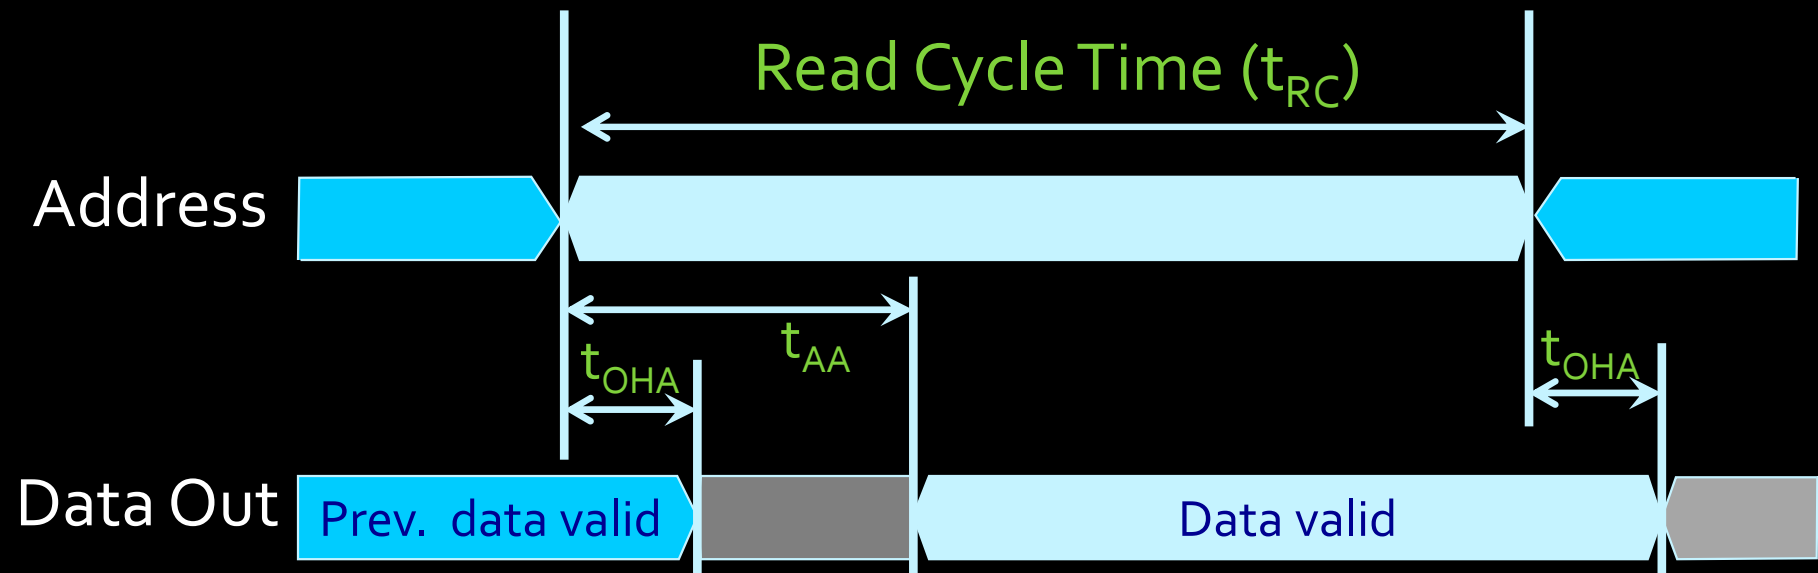 Read Cycle Time (tRC)
Address
tAA
tOHA
tOHA
Data Out
Prev. data valid
Data valid